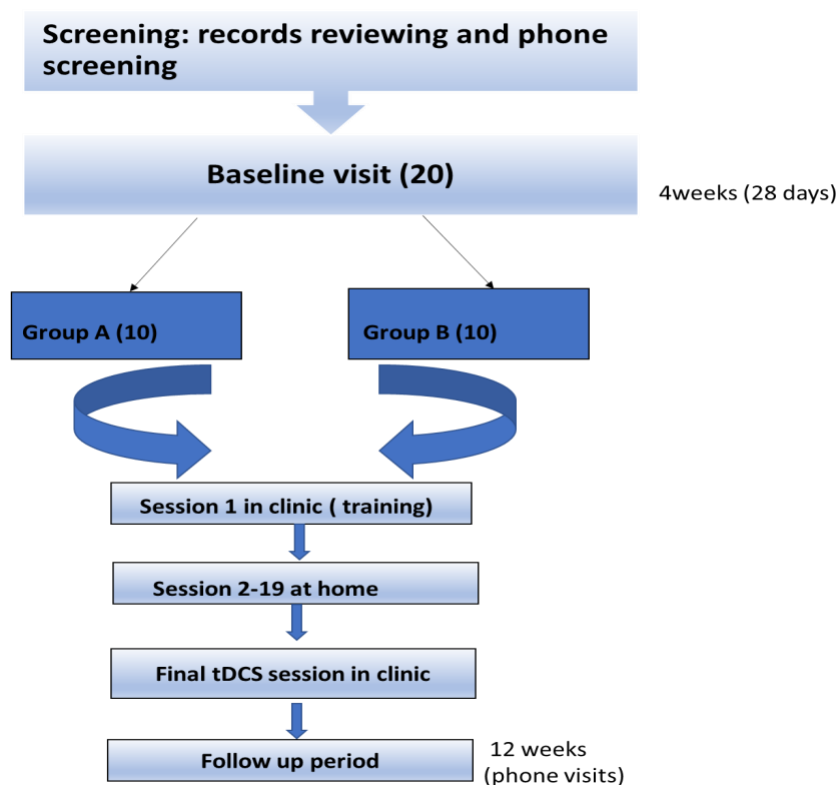 Screening: records reviewing and phone
screening
Baseline visit (20)
4weeks (28 days)
Group A (10)
Group B (10)
Session 1 in clinic ( training)
Session 2-19 at home
Final tDCS session in clinic
Follow up period
12 weeks
(phone visits)